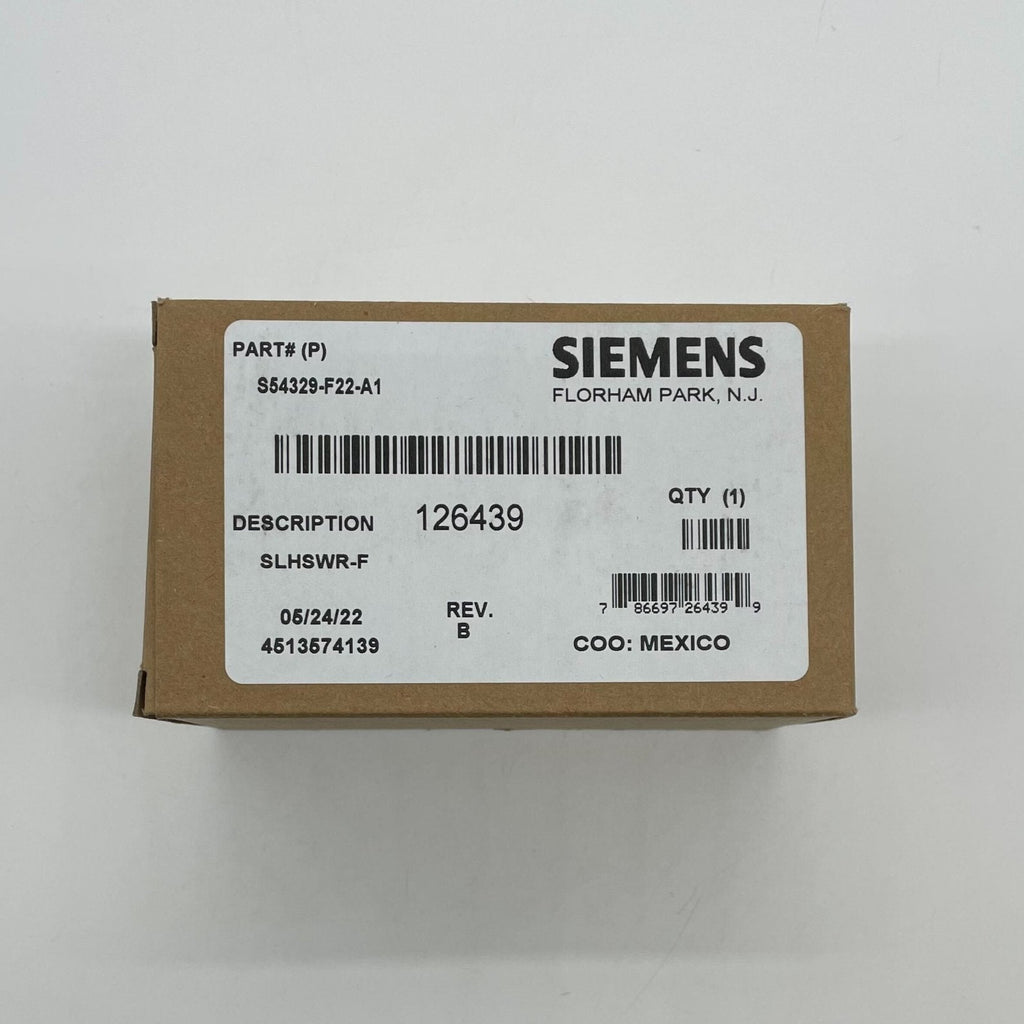 PART# (P)
S54329-F22-A1
SIEMENS
FLORHAM PARK, N.J.
QTY (1)
DESCRIPTION 126439
SLHSWR-F
7 86697 26439 9
05/24/22
4513574139
REV.
B
COO: MEXICO